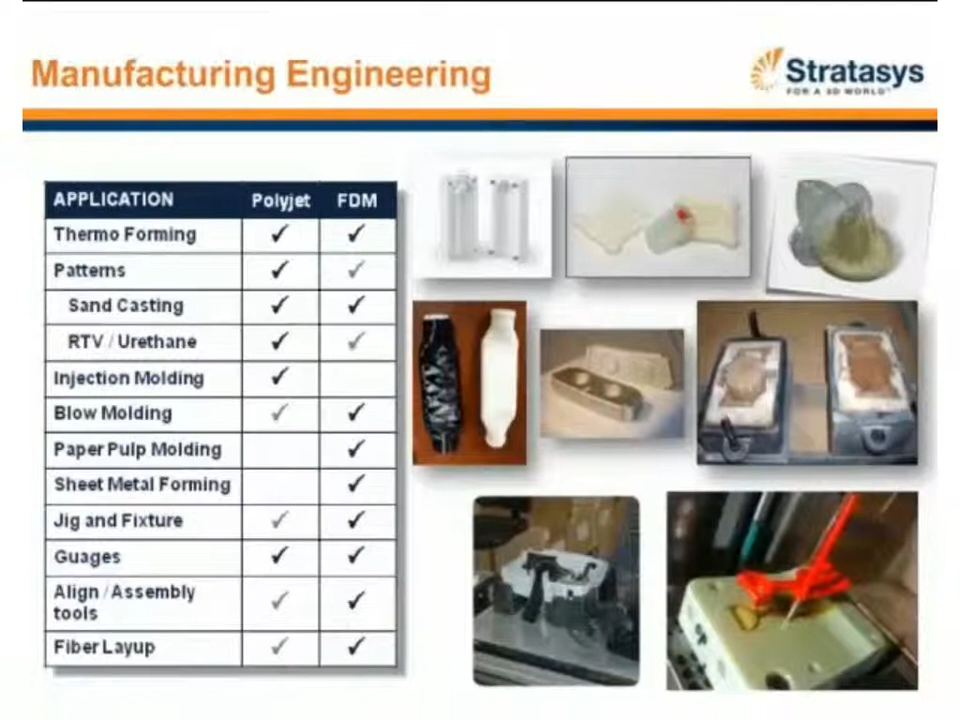 Manufacturing Engineering
Stratasys
FOR A 3D WORLD
APPLICATION Polyjet FDM
Thermo Forming ✓ ✓
Patterns ✓ ✓
Sand Casting ✓ ✓
RTV / Urethane ✓ ✓
Injection Molding ✓
Blow Molding ✓ ✓
Paper Pulp Molding ✓
Sheet Metal Forming ✓
Jig and Fixture ✓ ✓
Guages ✓ ✓
Align / Assembly
tools ✓ ✓
Fiber Layup ✓ ✓